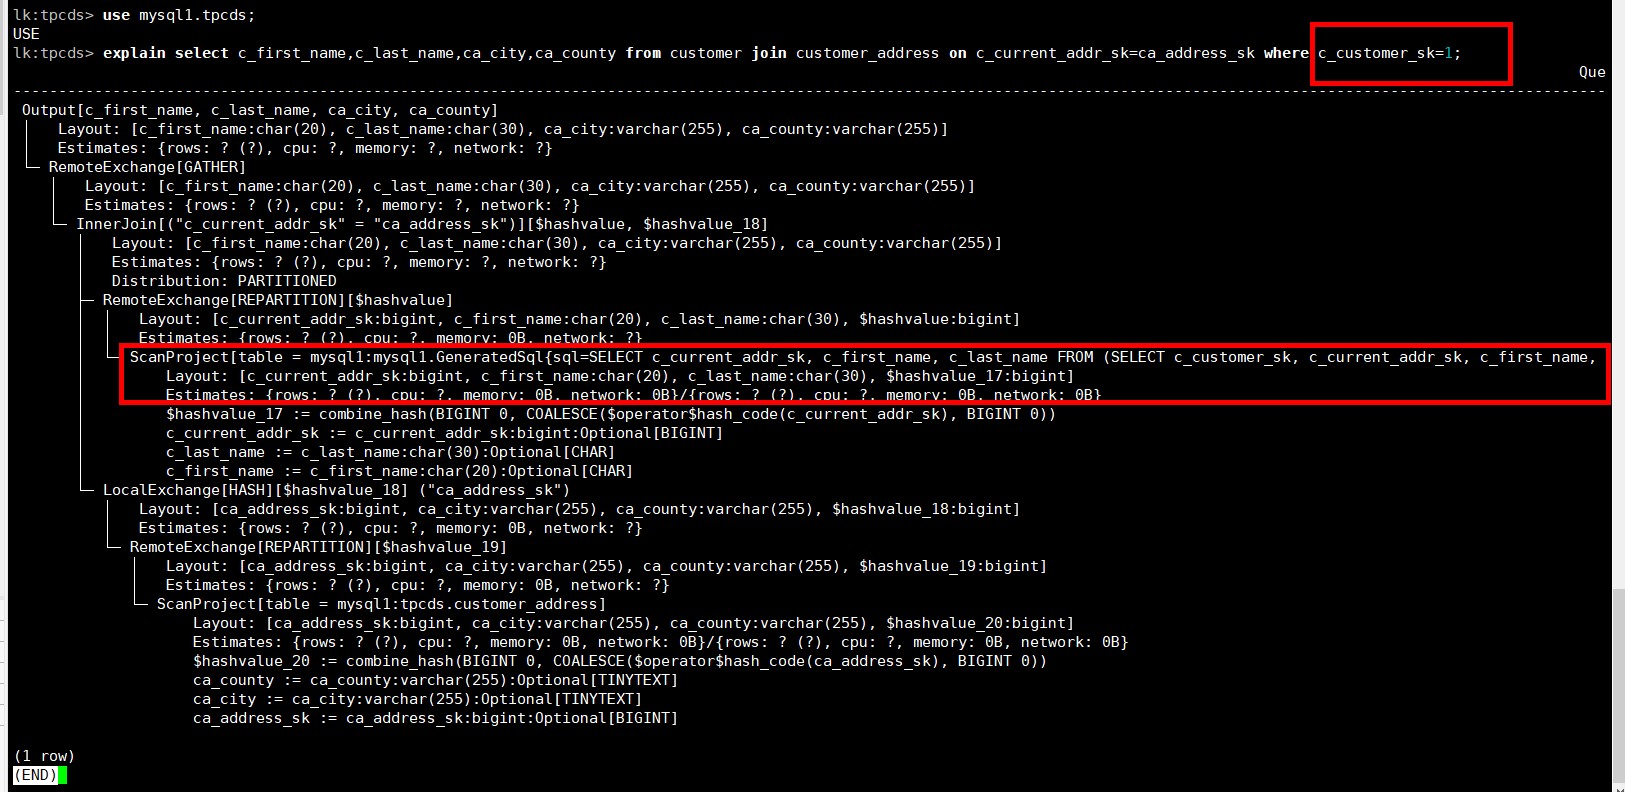 lk:tpcds> use mysql1.tpcds;
USE
lk:tpcds> explain select c_first_name,c_last_name,ca_city,ca_county from customer join customer_address on c_current_addr_sk=ca_address_sk where c_customer_sk=1;
Que
--------------------------------------------------------------------------------------------------------------------------------------------------------------------------------
Output[c_first_name, c_last_name, ca_city, ca_county]
│ Layout: [c_first_name:char(20), c_last_name:char(30), ca_city:varchar(255), ca_county:varchar(255)]
│ Estimates: {rows: ? (?), cpu: ?, memory: ?, network: ?}
└─ RemoteExchange[GATHER]
│ Layout: [c_first_name:char(20), c_last_name:char(30), ca_city:varchar(255), ca_county:varchar(255)]
│ Estimates: {rows: ? (?), cpu: ?, memory: ?, network: ?}
└─ InnerJoin[("c_current_addr_sk" = "ca_address_sk")][$hashvalue, $hashvalue_18]
│ Layout: [c_first_name:char(20), c_last_name:char(30), ca_city:varchar(255), ca_county:varchar(255)]
│ Estimates: {rows: ? (?), cpu: ?, memory: ?, network: ?}
│ Distribution: PARTITIONED
├─ RemoteExchange[REPARTITION][$hashvalue]
│ │ Layout: [c_current_addr_sk:bigint, c_first_name:char(20), c_last_name:char(30), $hashvalue:bigint]
│ │ Estimates: {rows: ? (?), cpu: ?, memory: 0B, network: ?}
│ └─ ScanProject[table = mysql1:mysql1.GeneratedSql{sql=SELECT c_current_addr_sk, c_first_name, c_last_name FROM (SELECT c_customer_sk, c_current_addr_sk, c_first_name,
│ Layout: [c_current_addr_sk:bigint, c_first_name:char(20), c_last_name:char(30), $hashvalue_17:bigint]
│ Estimates: {rows: ? (?), cpu: ?, memory: 0B, network: 0B}/{rows: ? (?), cpu: ?, memory: 0B, network: 0B}
│ $hashvalue_17 := combine_hash(BIGINT 0, COALESCE($operator$hash_code(c_current_addr_sk), BIGINT 0))
│ c_current_addr_sk := c_current_addr_sk:bigint:Optional[BIGINT]
│ c_last_name := c_last_name:char(30):Optional[CHAR]
│ c_first_name := c_first_name:char(20):Optional[CHAR]
└─ LocalExchange[HASH][$hashvalue_18] ("ca_address_sk")
│ Layout: [ca_address_sk:bigint, ca_city:varchar(255), ca_county:varchar(255), $hashvalue_18:bigint]
│ Estimates: {rows: ? (?), cpu: ?, memory: 0B, network: ?}
└─ RemoteExchange[REPARTITION][$hashvalue_19]
│ Layout: [ca_address_sk:bigint, ca_city:varchar(255), ca_county:varchar(255), $hashvalue_19:bigint]
│ Estimates: {rows: ? (?), cpu: ?, memory: 0B, network: ?}
└─ ScanProject[table = mysql1:tpcds.customer_address]
Layout: [ca_address_sk:bigint, ca_city:varchar(255), ca_county:varchar(255), $hashvalue_20:bigint]
Estimates: {rows: ? (?), cpu: ?, memory: 0B, network: 0B}/{rows: ? (?), cpu: ?, memory: 0B, network: 0B}
$hashvalue_20 := combine_hash(BIGINT 0, COALESCE($operator$hash_code(ca_address_sk), BIGINT 0))
ca_county := ca_county:varchar(255):Optional[TINYTEXT]
ca_city := ca_city:varchar(255):Optional[TINYTEXT]
ca_address_sk := ca_address_sk:bigint:Optional[BIGINT]
(1 row)
(END)